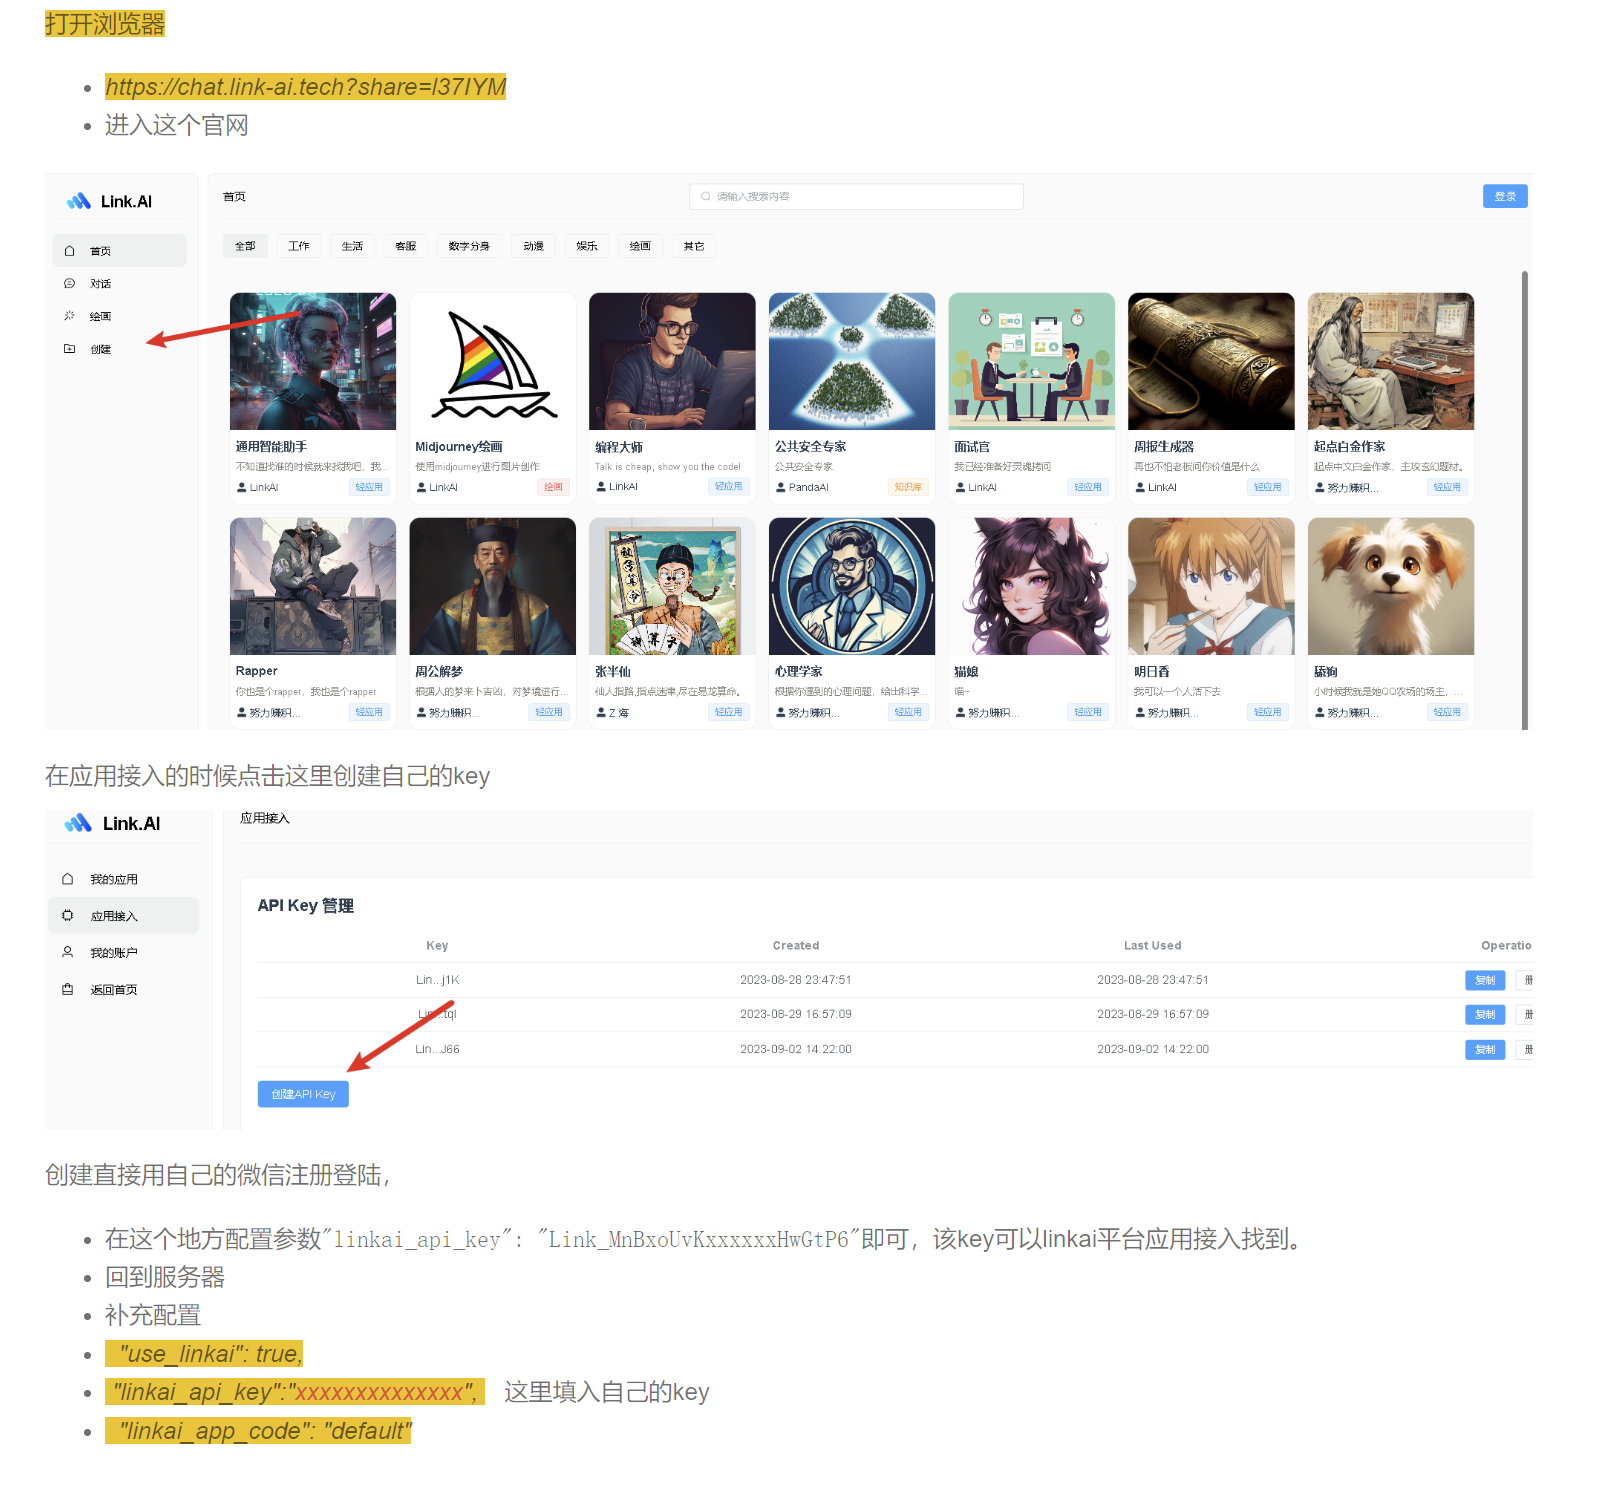 打开浏览器
https://chat.link-ai.tech?share=I37IYM
进入这个官网
Link.AI
首页
请输入搜索内容
登录
全部 工作 生活 客服 数字分身 动漫 娱乐 绘画 其它
首页
对话
绘画
创建
通用智能助手 Midjourney绘画 编程大师 公共安全专家 面试官 周报生成器 起点白金作家
不知道找谁的时候就来找我吧，我... 使用midjourney进行图片创作 Talk is cheap, show you the code! 公共安全专家 我已经准备好灵魂拷问 再也不怕老板问你价值是什么 起点中文白金作家，主攻玄幻题材。
LinkAI 轻应用 LinkAI 绘画 LinkAI 轻应用 PandaAI 知识库 LinkAI 轻应用 LinkAI 轻应用 努力赚积... 轻应用
Rapper 周公解梦 张半仙 心理学家 猫娘 明日香 舔狗
你也是个rapper，我也是个rapper 根据人的梦来卜吉凶，对梦境进行... 仙人指路,指点迷津,尽在易龙算命。 根据你遇到的心理问题，给出科学... 喵~ 我可以一个人活下去 小时候我就是她QQ农场的场主，...
努力赚积... 轻应用 努力赚积... 轻应用 Z 海 轻应用 努力赚积... 轻应用 努力赚积... 轻应用 努力赚积... 轻应用 努力赚积... 轻应用
在应用接入的时候点击这里创建自己的key
Link.AI
应用接入
我的应用
应用接入
我的账户
返回首页
API Key 管理
Key Created Last Used Operatio
Lin...j1K 2023-08-28 23:47:51 2023-08-28 23:47:51 复制 删
Lin...tql 2023-08-29 16:57:09 2023-08-29 16:57:09 复制 删
Lin...J66 2023-09-02 14:22:00 2023-09-02 14:22:00 复制 删
创建API Key
创建直接用自己的微信注册登陆，
在这个地方配置参数"linkai_api_key": "Link_MnBxoUvKxxxxxxHwGtP6"即可，该key可以linkai平台应用接入找到。
回到服务器
补充配置
"use_linkai": true,
"linkai_api_key":"xxxxxxxxxxxxxx", 这里填入自己的key
"linkai_app_code": "default"